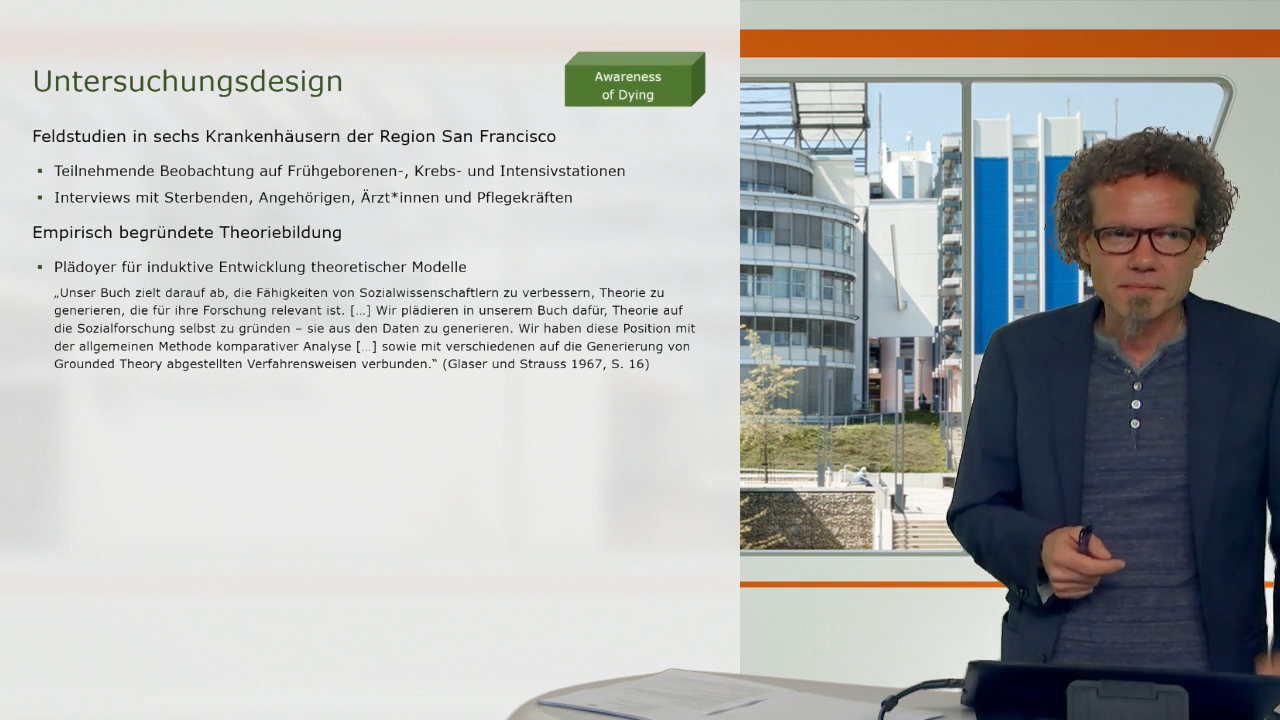 Untersuchungsdesign
Awareness
of Dying
Feldstudien in sechs Krankenhäusern der Region San Francisco
▪ Teilnehmende Beobachtung auf Frühgeborenen-, Krebs- und Intensivstationen
▪ Interviews mit Sterbenden, Angehörigen, Ärzt*innen und Pflegekräften
Empirisch begründete Theoriebildung
▪ Plädoyer für induktive Entwicklung theoretischer Modelle
„Unser Buch zielt darauf ab, die Fähigkeiten von Sozialwissenschaftlern zu verbessern, Theorie zu
generieren, die für ihre Forschung relevant ist. […] Wir plädieren in unserem Buch dafür, Theorie auf
die Sozialforschung selbst zu gründen – sie aus den Daten zu generieren. Wir haben diese Position mit
der allgemeinen Methode komparativer Analyse […] sowie mit verschiedenen auf die Generierung von
Grounded Theory abgestellten Verfahrensweisen verbunden.“ (Glaser und Strauss 1967, S. 16)